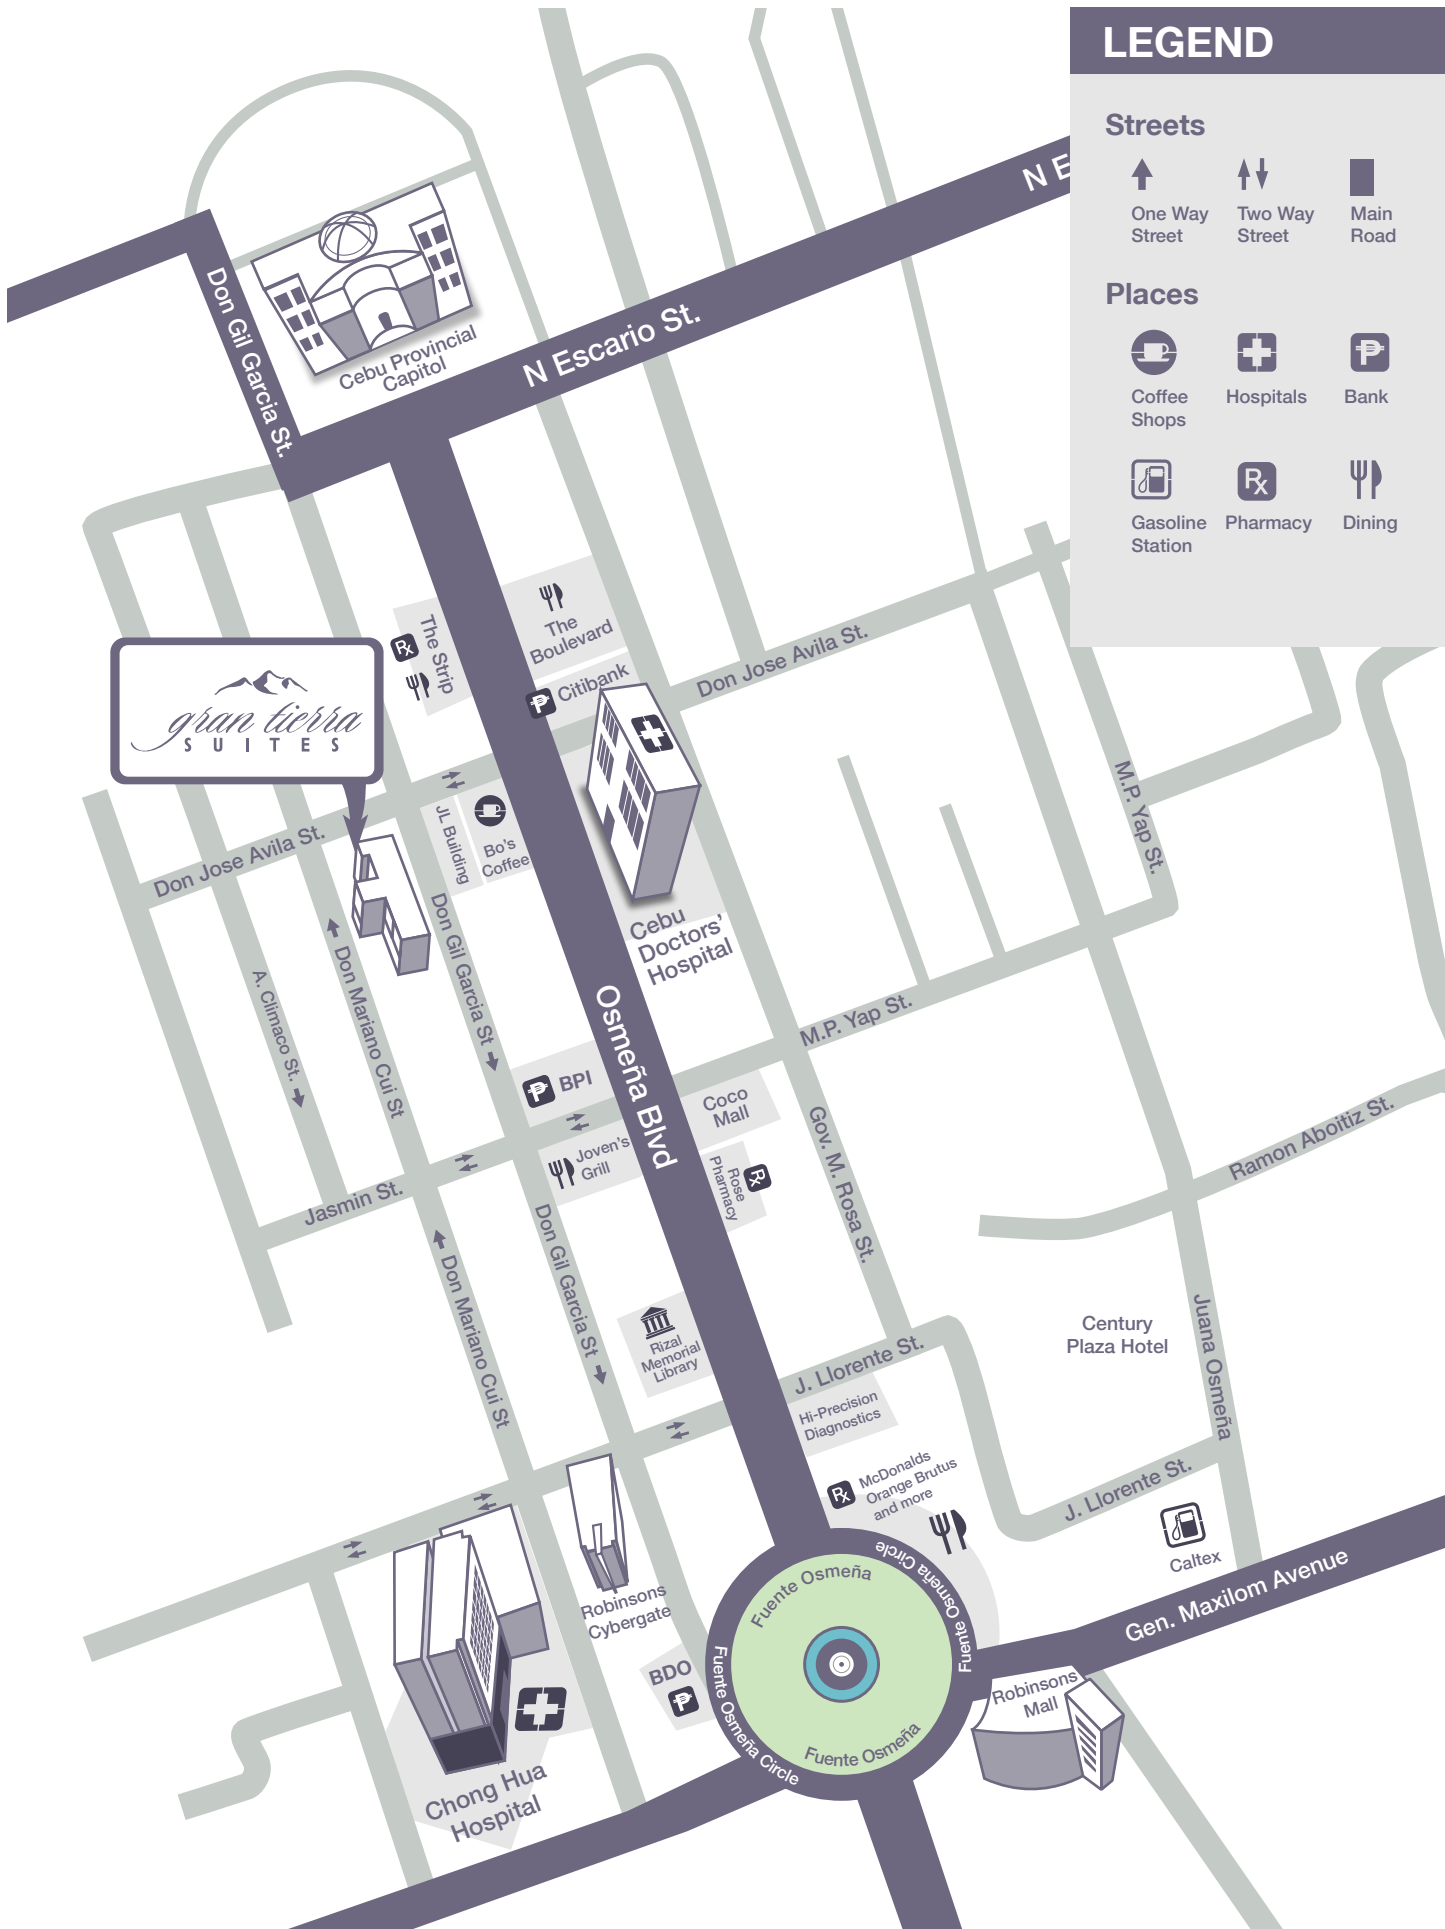 LEGEND
Streets
One Way
Street
Two Way
Street
Main
Road
Places
Coffee
Shops
Hospitals
Bank
Gasoline
Station
Pharmacy
Dining
N E
N Escario St.
Don Gil Garcia St.
Cebu Provincial
Capitol
The Strip
The
Boulevard
Citibank
Don Jose Avila St.
gran tierra
SUITES
Don Jose Avila St.
JL Building
Bo's
Coffee
Cebu
Doctors'
Hospital
M.P. Yap St.
A. Climaco St.
Don Mariano Cui St
Don Gil Garcia St
Osmeña Blvd
M.P. Yap St.
BPI
Coco
Mall
Joven's
Grill
Rose
Pharmacy
Rx
Gov. M. Rosa St.
Ramon Aboitiz St.
Jasmin St.
Don Mariano Cui St
Don Gil Garcia St
Rizal
Memorial
Library
J. Llorente St.
Century
Plaza Hotel
Juana Osmeña
Hi-Precision
Diagnostics
McDonalds
Orange Brutus
and more
J. Llorente St.
Caltex
Gen. Maxilom Avenue
Robinsons
Cybergate
BDO
Fuente Osmeña
Fuente Osmeña Circle
Fuente Osmeña
Fuente Osmeña Circle
Fuente Osmeña
Robinsons
Mall
Chong Hua
Hospital